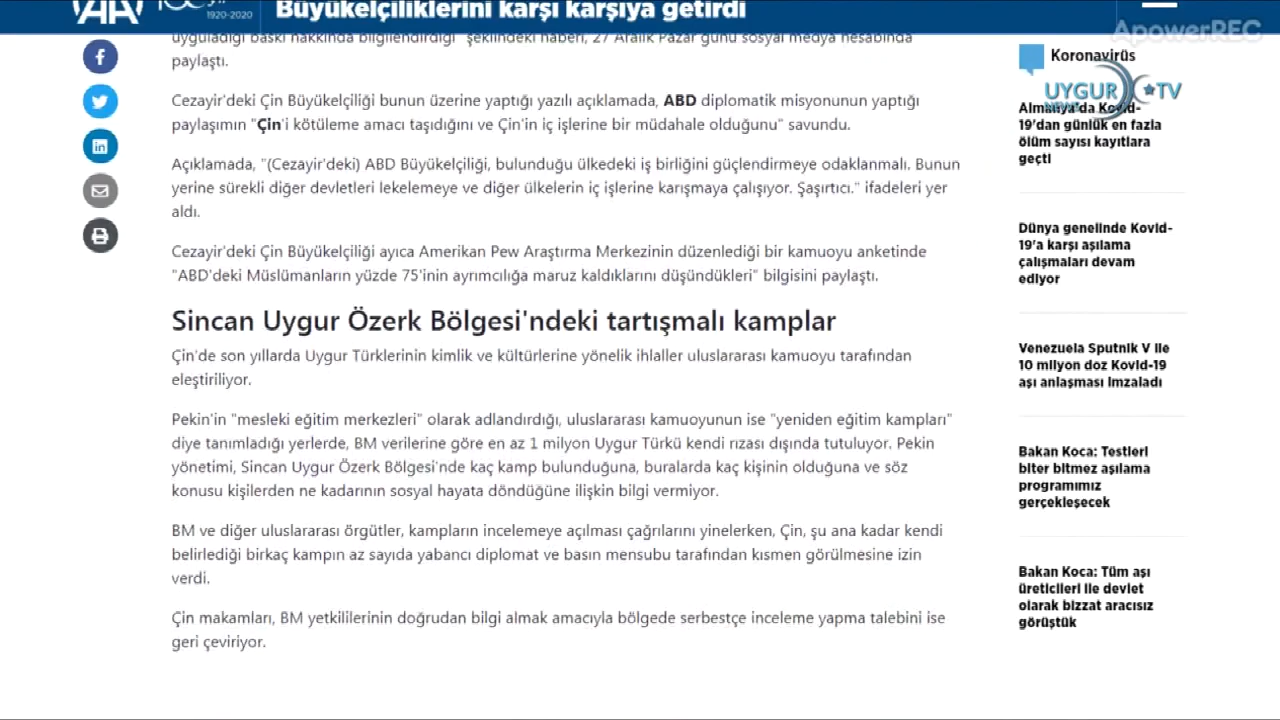 AA 100 yıl
1920-2020
Büyükelçiliklerini karşı karşıya getirdi
ApowerREC
uyguladığı baskı hakkında bilgilendirdiği" şeklindeki haberi, 27 Aralık Pazar günü sosyal medya hesabında
paylaştı.
Cezayir'deki Çin Büyükelçiliği bunun üzerine yaptığı yazılı açıklamada, ABD diplomatik misyonunun yaptığı
paylaşımın "Çin'i kötüleme amacı taşıdığını ve Çin'in iç işlerine bir müdahale olduğunu" savundu.
Açıklamada, "(Cezayir'deki) ABD Büyükelçiliği, bulunduğu ülkedeki iş birliğini güçlendirmeye odaklanmalı. Bunun
yerine sürekli diğer devletleri lekelemeye ve diğer ülkelerin iç işlerine karışmaya çalışıyor. Şaşırtıcı." ifadeleri yer
aldı.
Cezayir'deki Çin Büyükelçiliği ayıca Amerikan Pew Araştırma Merkezinin düzenlediği bir kamuoyu anketinde
"ABD'deki Müslümanların yüzde 75'inin ayrımcılığa maruz kaldıklarını düşündükleri" bilgisini paylaştı.
Sincan Uygur Özerk Bölgesi'ndeki tartışmalı kamplar
Çin'de son yıllarda Uygur Türklerinin kimlik ve kültürlerine yönelik ihlaller uluslararası kamuoyu tarafından
eleştiriliyor.
Pekin'in "mesleki eğitim merkezleri" olarak adlandırdığı, uluslararası kamuoyunun ise "yeniden eğitim kampları"
diye tanımladığı yerlerde, BM verilerine göre en az 1 milyon Uygur Türkü kendi rızası dışında tutuluyor. Pekin
yönetimi, Sincan Uygur Özerk Bölgesi'nde kaç kamp bulunduğuna, buralarda kaç kişinin olduğuna ve söz
konusu kişilerden ne kadarının sosyal hayata döndüğüne ilişkin bilgi vermiyor.
BM ve diğer uluslararası örgütler, kampların incelemeye açılması çağrılarını yinelerken, Çin, şu ana kadar kendi
belirlediği birkaç kampın az sayıda yabancı diplomat ve basın mensubu tarafından kısmen görülmesine izin
verdi.
Çin makamları, BM yetkililerinin doğrudan bilgi almak amacıyla bölgede serbestçe inceleme yapma talebini ise
geri çeviriyor.
Koronavirüs
UYGUR TV
NEWS
Almanya'da Kovid-
19'dan günlük en fazla
ölüm sayısı kayıtlara
geçti
Dünya genelinde Kovid-
19'a karşı aşılama
çalışmaları devam
ediyor
Venezuela Sputnik V ile
10 milyon doz Kovid-19
aşı anlaşması imzaladı
Bakan Koca: Testleri
biter bitmez aşılama
programımız
gerçekleşecek
Bakan Koca: Tüm aşı
üreticileri ile devlet
olarak bizzat aracısız
görüştük